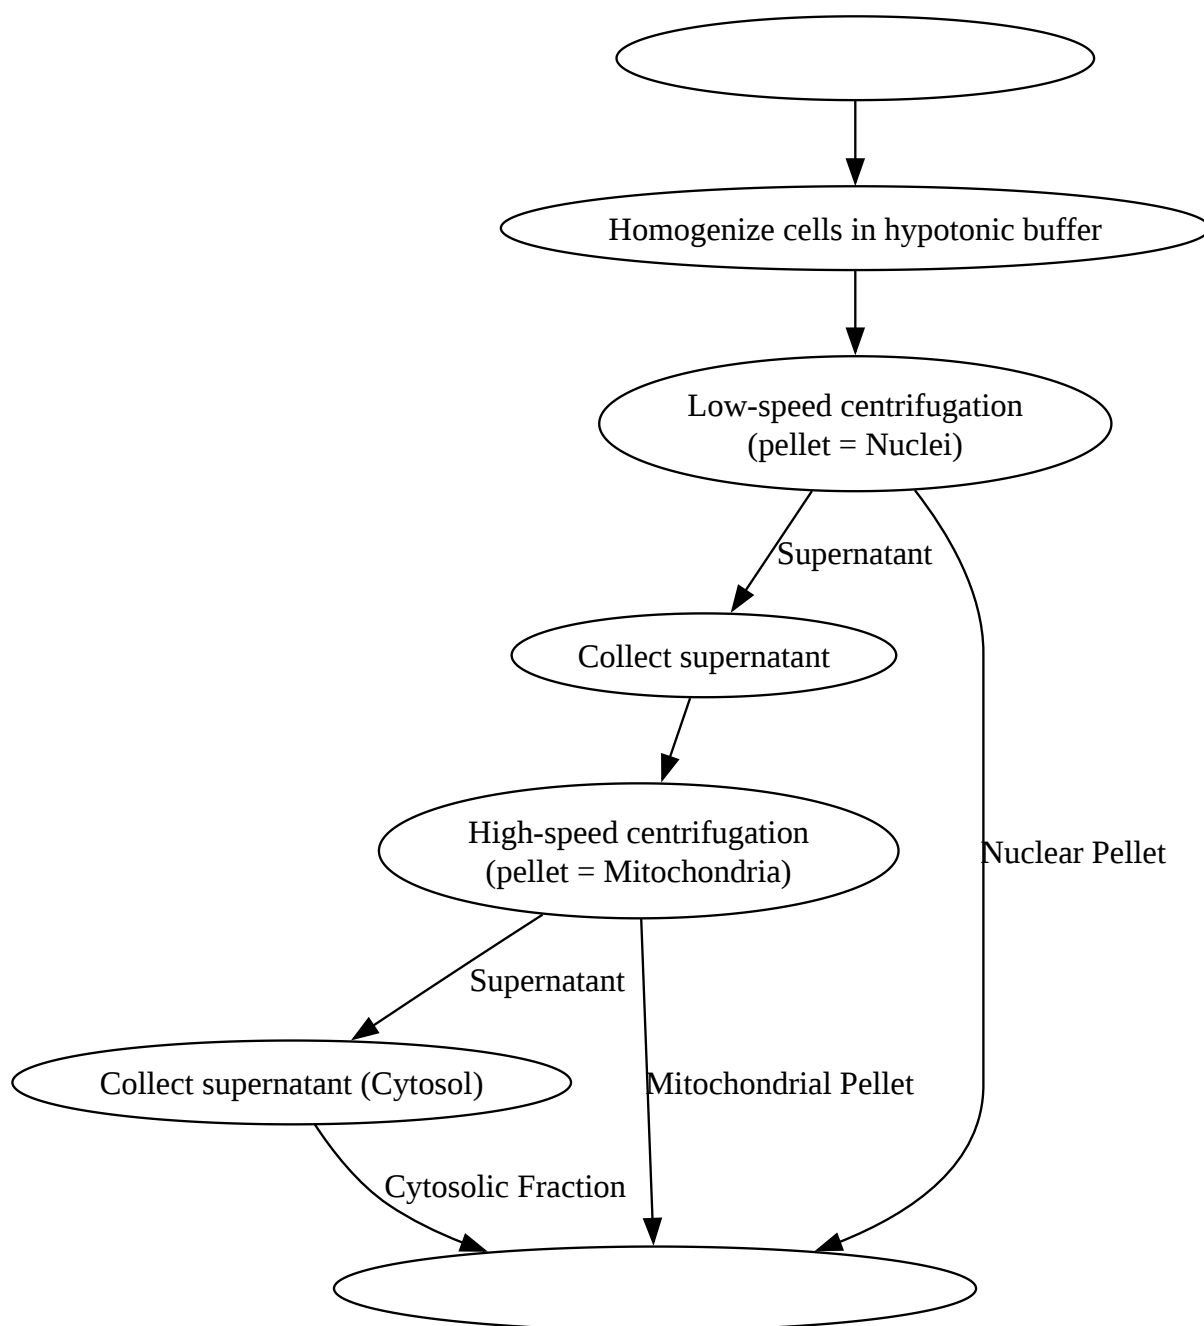 Homogenize cells in hypotonic buffer
Low-speed centrifugation
(pellet = Nuclei)
Supernatant
Collect supernatant
High-speed centrifugation
(pellet = Mitochondria)
Nuclear Pellet
Supernatant
Collect supernatant (Cytosol)
Mitochondrial Pellet
Cytosolic Fraction